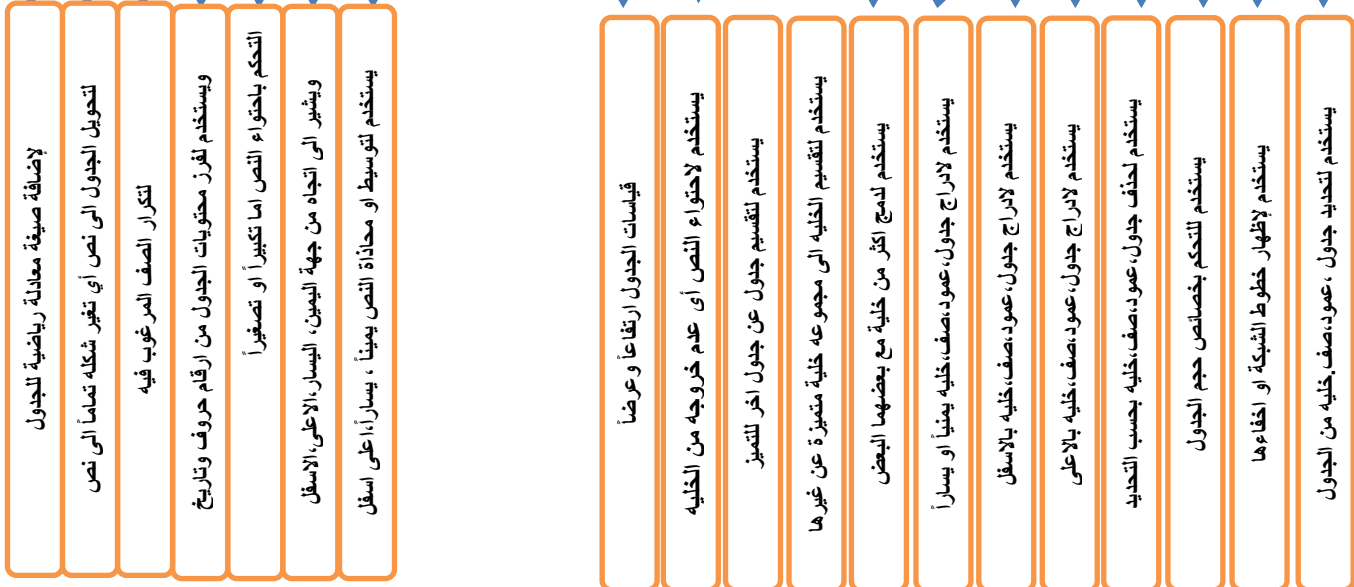 يستخدم لتحديد جدول ،عمود،صف.خليه من الجدول
يستخدم لإظهار خطوط الشبكة او اخفاءها
يستخدم للتحكم بخصائص حجم الجدول
يستخدم لحذف جدول،عمود،صف،خليه بحسب التحديد
يستخدم لادراج جدول،عمود،صف،خليه بالاعلى
يستخدم لادراج جدول،عمود،صف،خليه بالاسفل
يستخدم لادراج جدول،عمود،صف،خليه يمنياً او يساراً
يستخدم لدمج اكثر من خلية مع بعضهما البعض
يستخدم لتقسيم الخليه الى مجموعه خلية متميزة عن غيرها
يستخدم لتقسيم جدول عن جدول اخر للتميز
يستخدم لاحتواء النص أى عدم خروجه من الخليه
قياسات الجدول ارتفاعا وعرضاً
يستخدم لتوسيط او محاذاة النص يميناً ، يساراً،اعلى اسفل
ويشير الى اتجاه من جهة اليمين، اليسار،الاعلى،الاسفل
التحكم باحتواء النص اما تكبيراً او تصغيراً
ويستخدم لفرز محتويات الجدول من ارقام حروف وتاريخ
لتكرار الصف المرغوب فيه
لتحويل الجدول الى نص أي تغير شكله تماماً الى نص
لإضافة صيغة معادلة رياضية للجدول